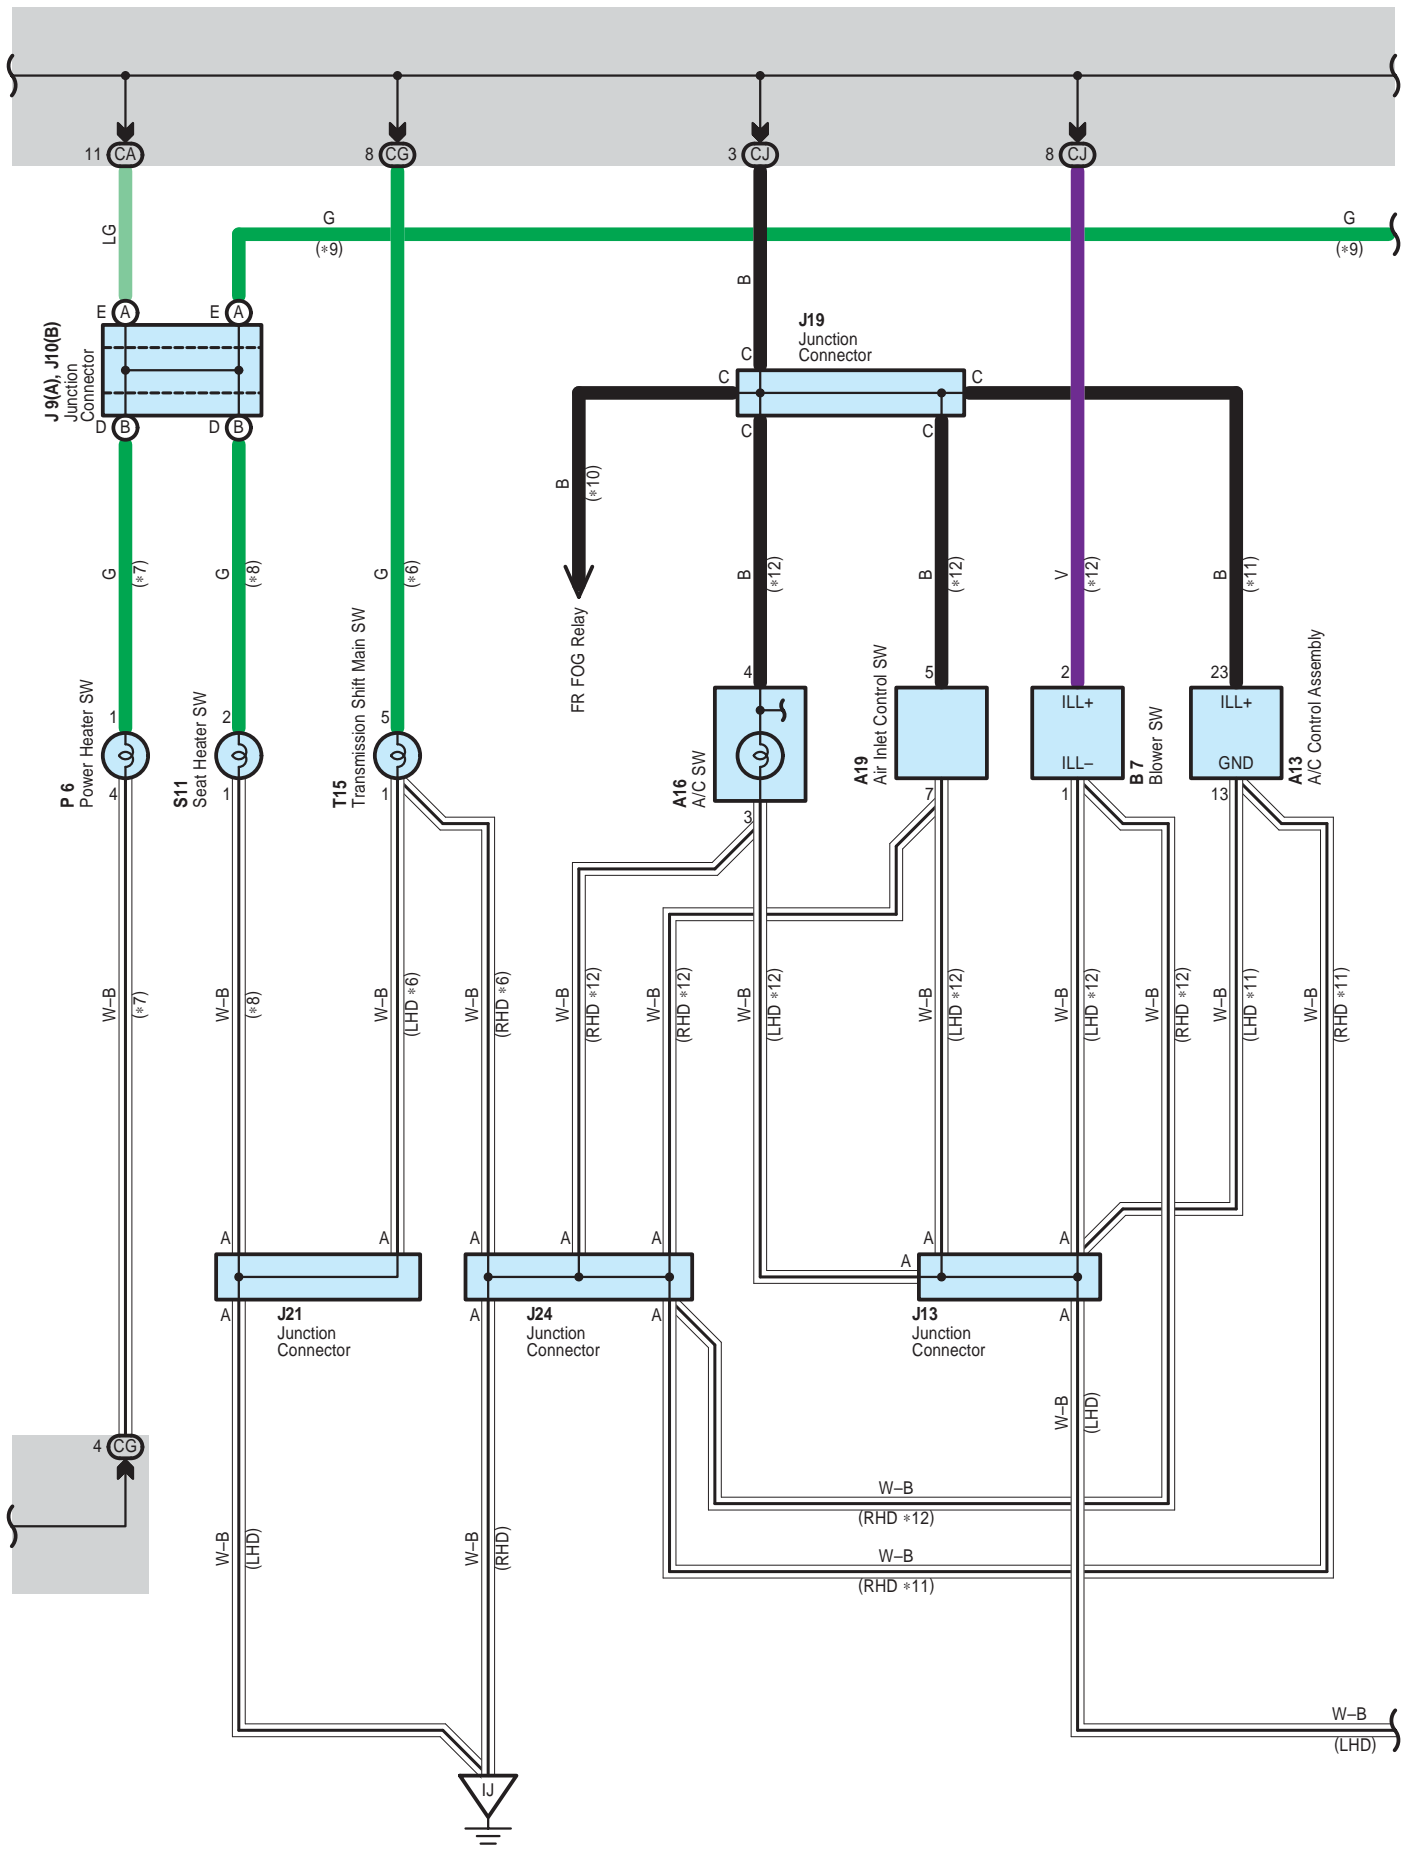 11 CA
8 CG
3 CJ
8 CJ
LG
G
(*9)
G
(*9)
B
E A
E A
J 9(A), J10(B)
Junction
Connector
D B
D B
J19
Junction
Connector
C
C
C
C
C
B
(*10)
FR FOG Relay
G
(*7)
G
(*8)
G
(*6)
B
(*12)
B
(*12)
V
(*12)
B
(*11)
1
P 6
Power Heater SW
4
2
S11
Seat Heater SW
1
5
T15
Transmission Shift Main SW
1
4
A16
A/C SW
3
5
A19
Air Inlet Control SW
7
2
ILL+
ILL–
B 7
Blower SW
1
23
ILL+
GND
A13
A/C Control Assembly
13
W–B
(*7)
W–B
(*8)
W–B
(LHD *6)
W–B
(RHD *6)
W–B
(RHD *12)
W–B
(RHD *12)
W–B
(LHD *12)
W–B
(LHD *12)
W–B
(LHD *12)
W–B
(RHD *12)
W–B
(LHD *11)
W–B
(RHD *11)
A
A
A
A
A
A
A
A
A
J21
Junction
Connector
A
J24
Junction
Connector
A
J13
Junction
Connector
A
A
W–B
(LHD)
4 CG
W–B
(RHD *12)
W–B
(RHD *11)
W–B
(LHD)
W–B
(RHD)
W–B
(LHD)
IJ